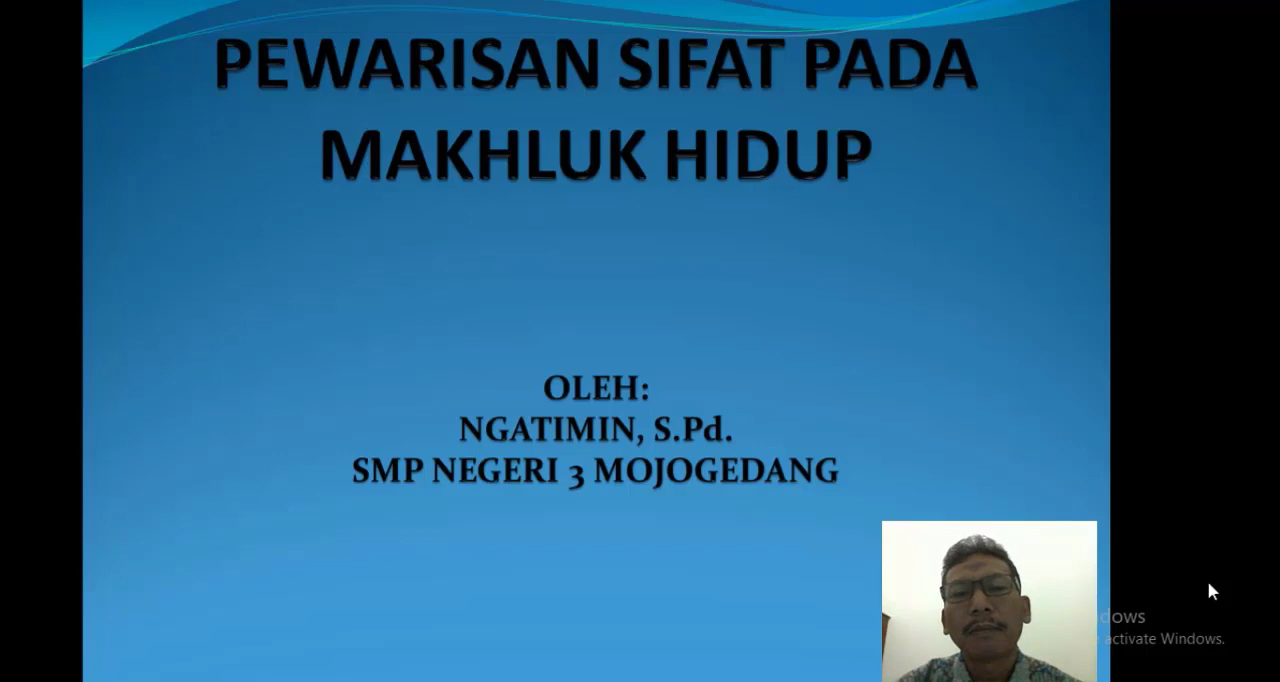 PEWARISAN SIFAT PADA
MAKHLUK HIDUP
OLEH:
NGATIMIN, S.Pd.
SMP NEGERI 3 MOJOGEDANG
activate Windows.